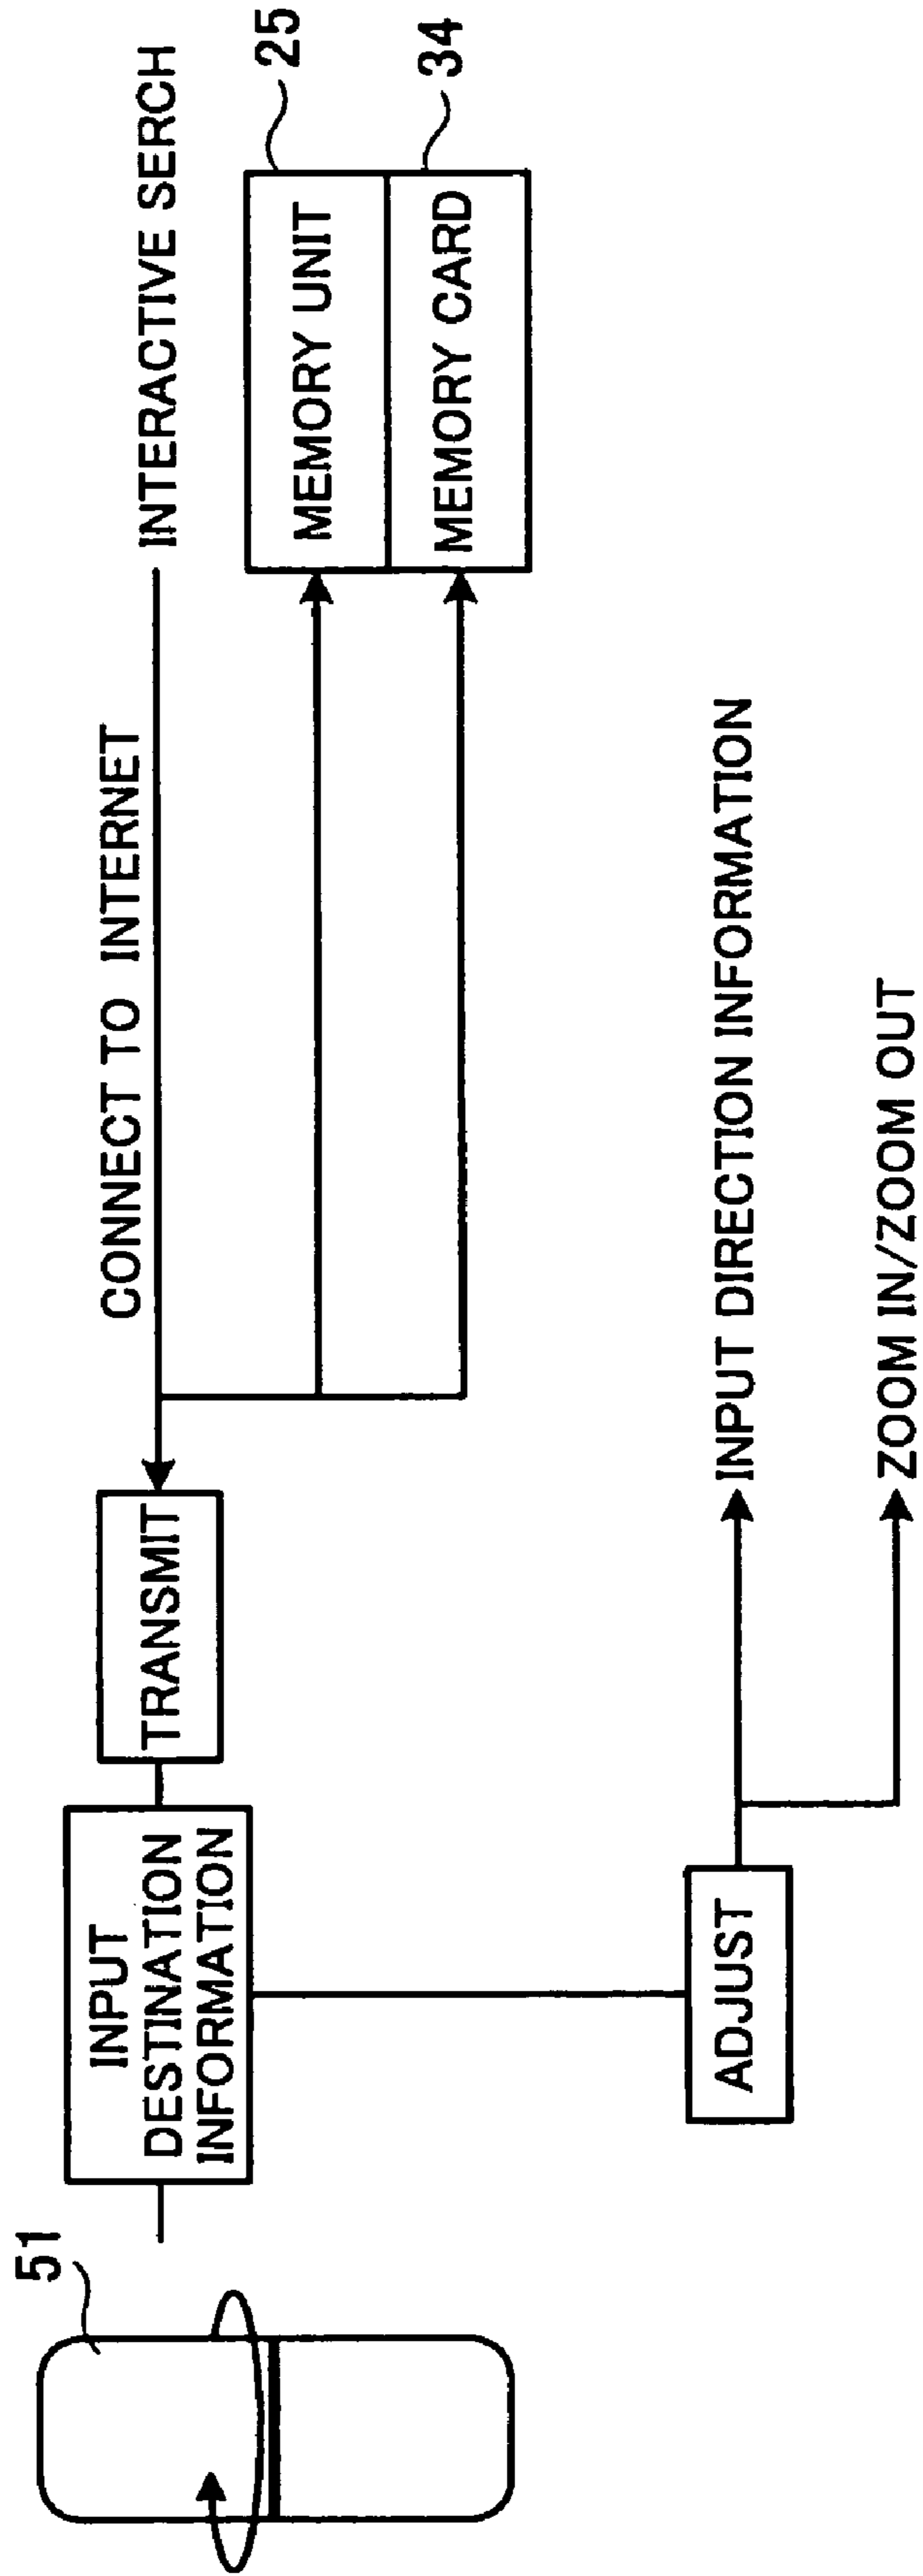 51
INPUT
DESTINATION
INFORMATION
TRANSMIT
CONNECT TO INTERNET
INTERACTIVE SERCH
MEMORY UNIT
25
MEMORY CARD
34
ADJUST
INPUT DIRECTION INFORMATION
ZOOM IN/ZOOM OUT